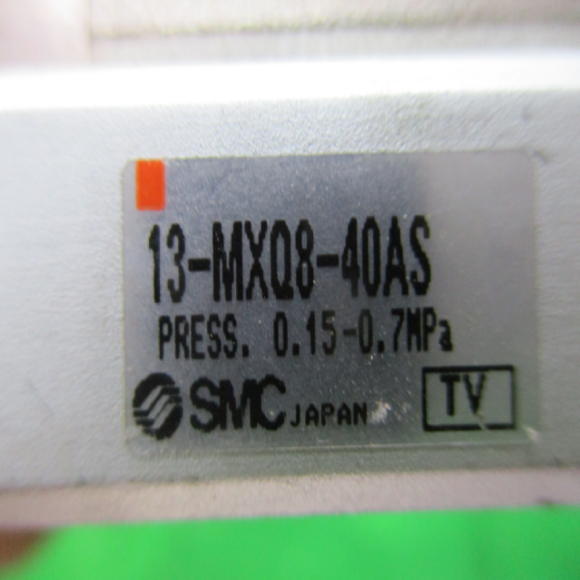 13-MXQ8-40AS
PRESS. 0.15-0.7MPa
SMC JAPAN TV